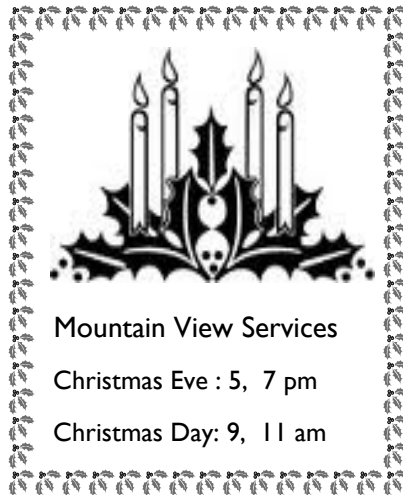 Mountain View Services
Christmas Eve : 5, 7 pm
Christmas Day: 9, 11 am